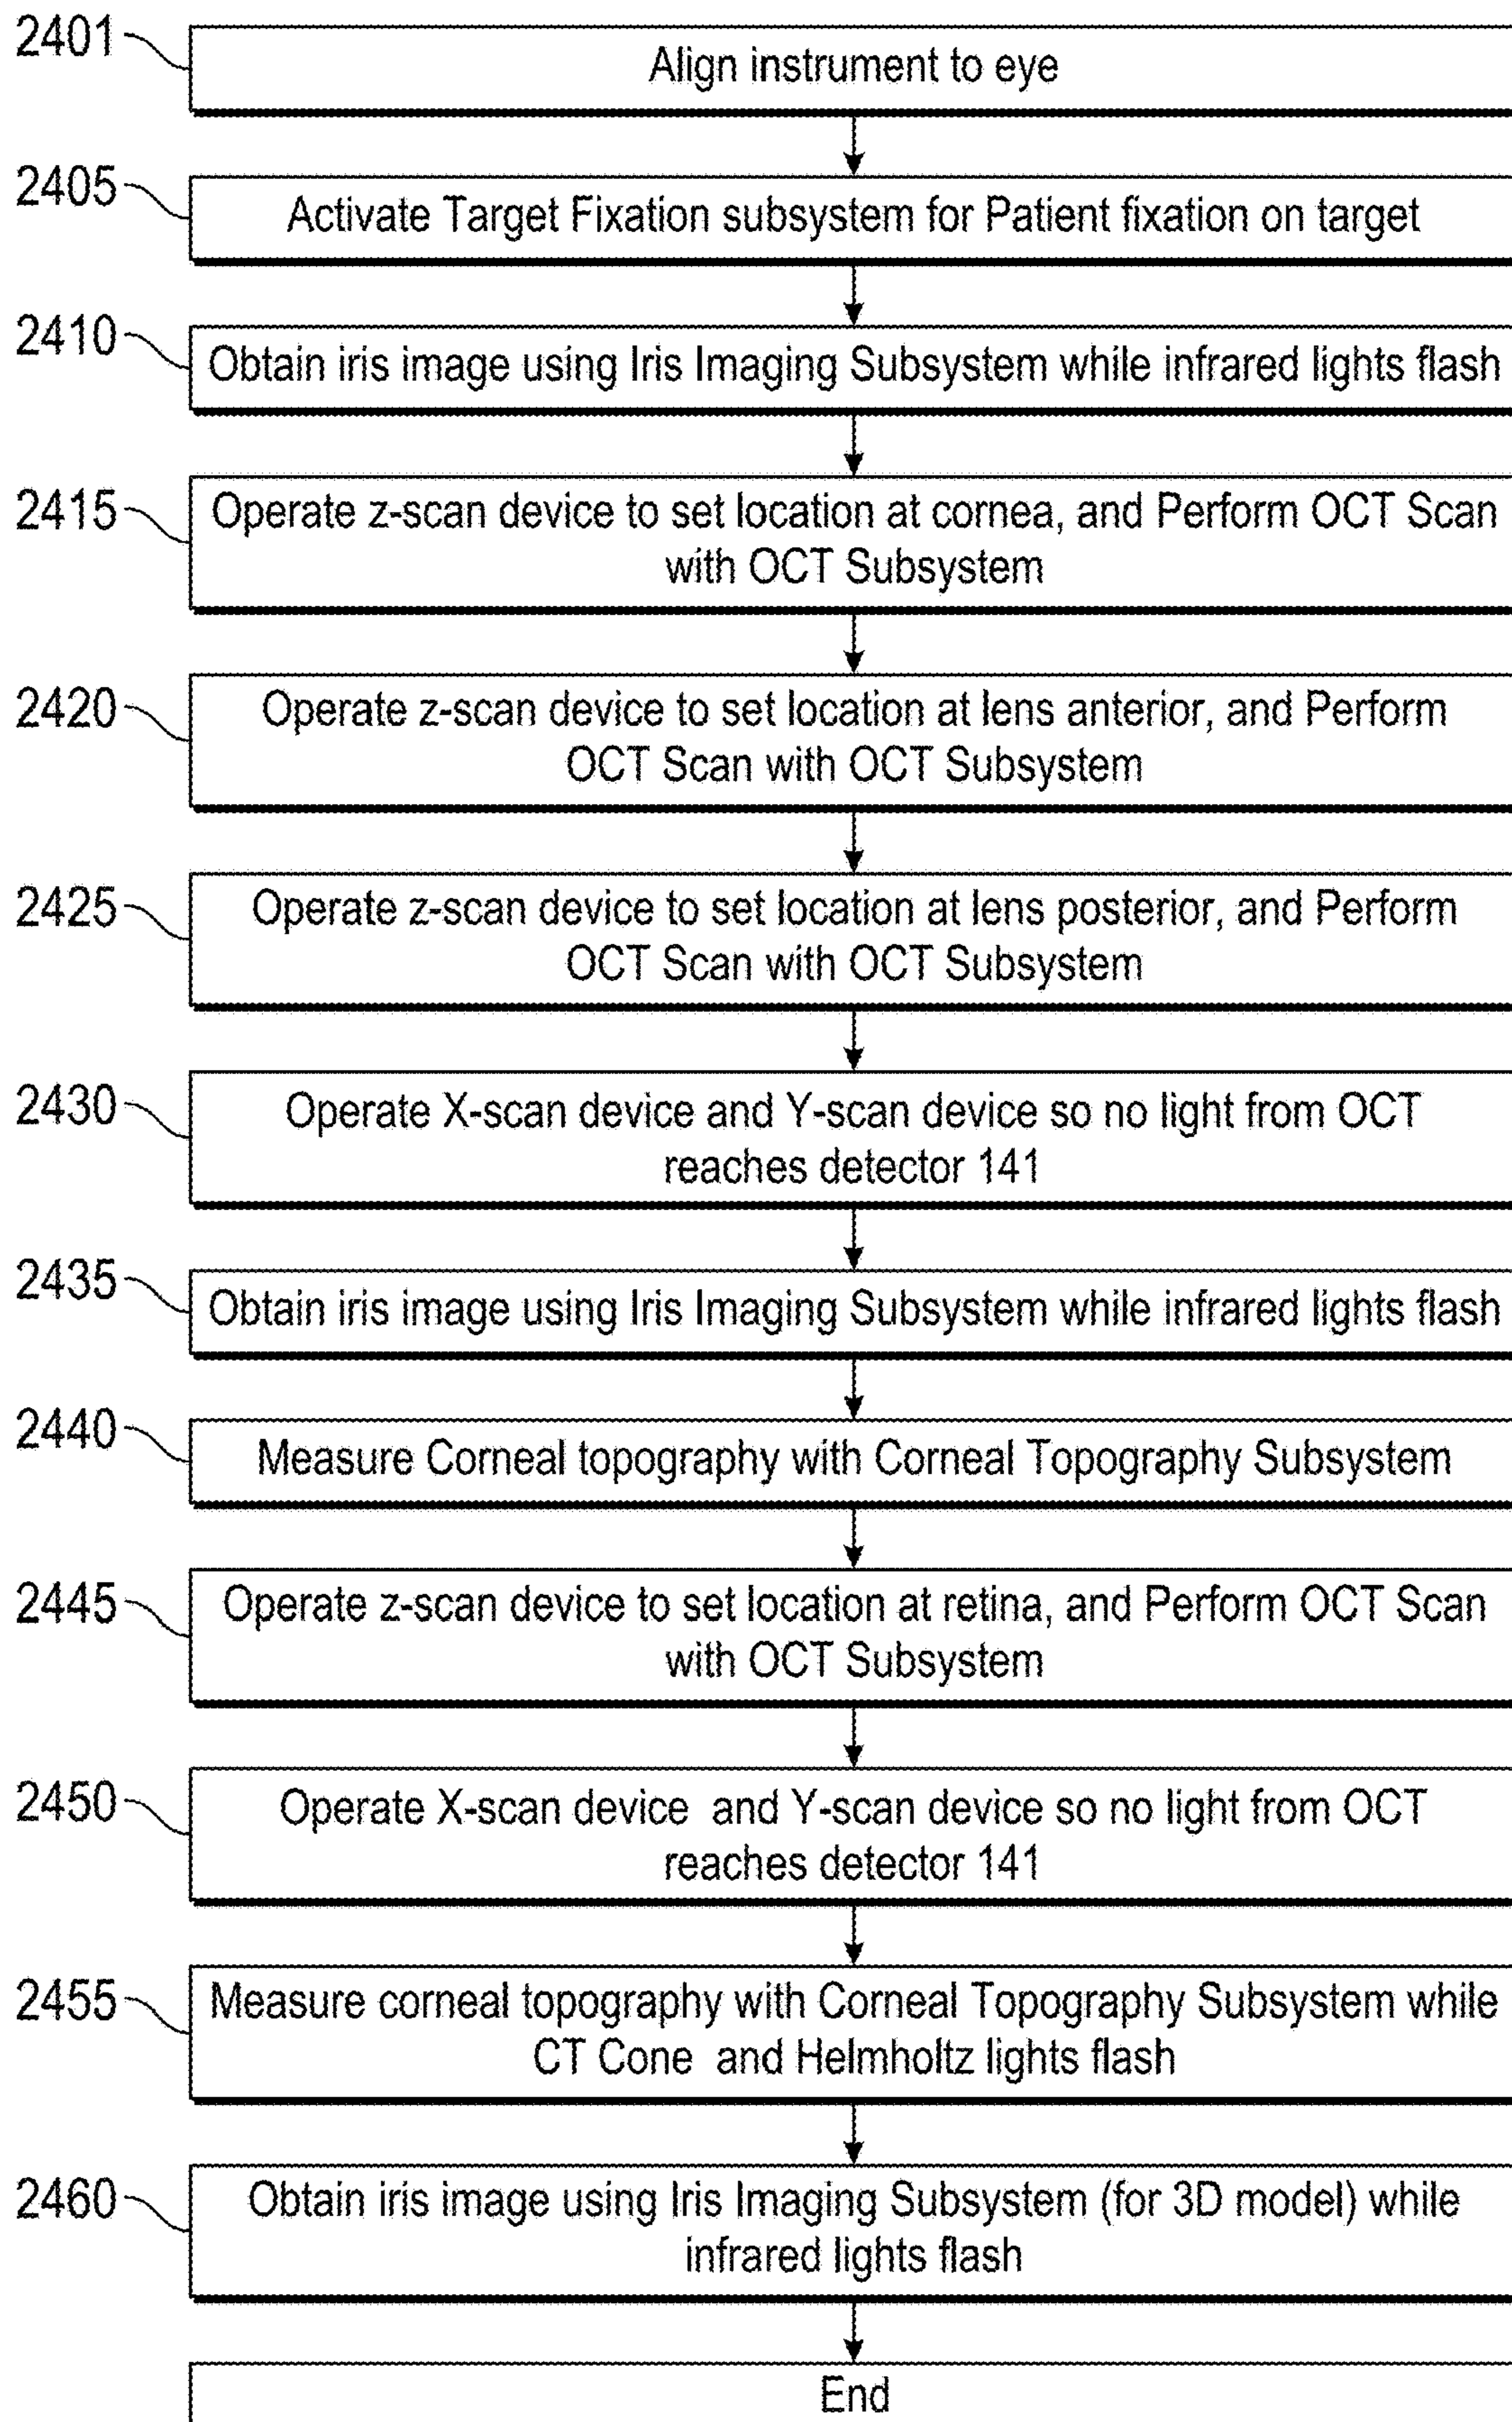 2401
Align instrument to eye
2405
Activate Target Fixation subsystem for Patient fixation on target
2410
Obtain iris image using Iris Imaging Subsystem while infrared lights flash
2415
Operate z-scan device to set location at cornea, and Perform OCT Scan
with OCT Subsystem
2420
Operate z-scan device to set location at lens anterior, and Perform
OCT Scan with OCT Subsystem
2425
Operate z-scan device to set location at lens posterior, and Perform
OCT Scan with OCT Subsystem
2430
Operate X-scan device and Y-scan device so no light from OCT
reaches detector 141
2435
Obtain iris image using Iris Imaging Subsystem while infrared lights flash
2440
Measure Corneal topography with Corneal Topography Subsystem
2445
Operate z-scan device to set location at retina, and Perform OCT Scan
with OCT Subsystem
2450
Operate X-scan device and Y-scan device so no light from OCT
reaches detector 141
2455
Measure corneal topography with Corneal Topography Subsystem while
CT Cone and Helmholtz lights flash
2460
Obtain iris image using Iris Imaging Subsystem (for 3D model) while
infrared lights flash
End